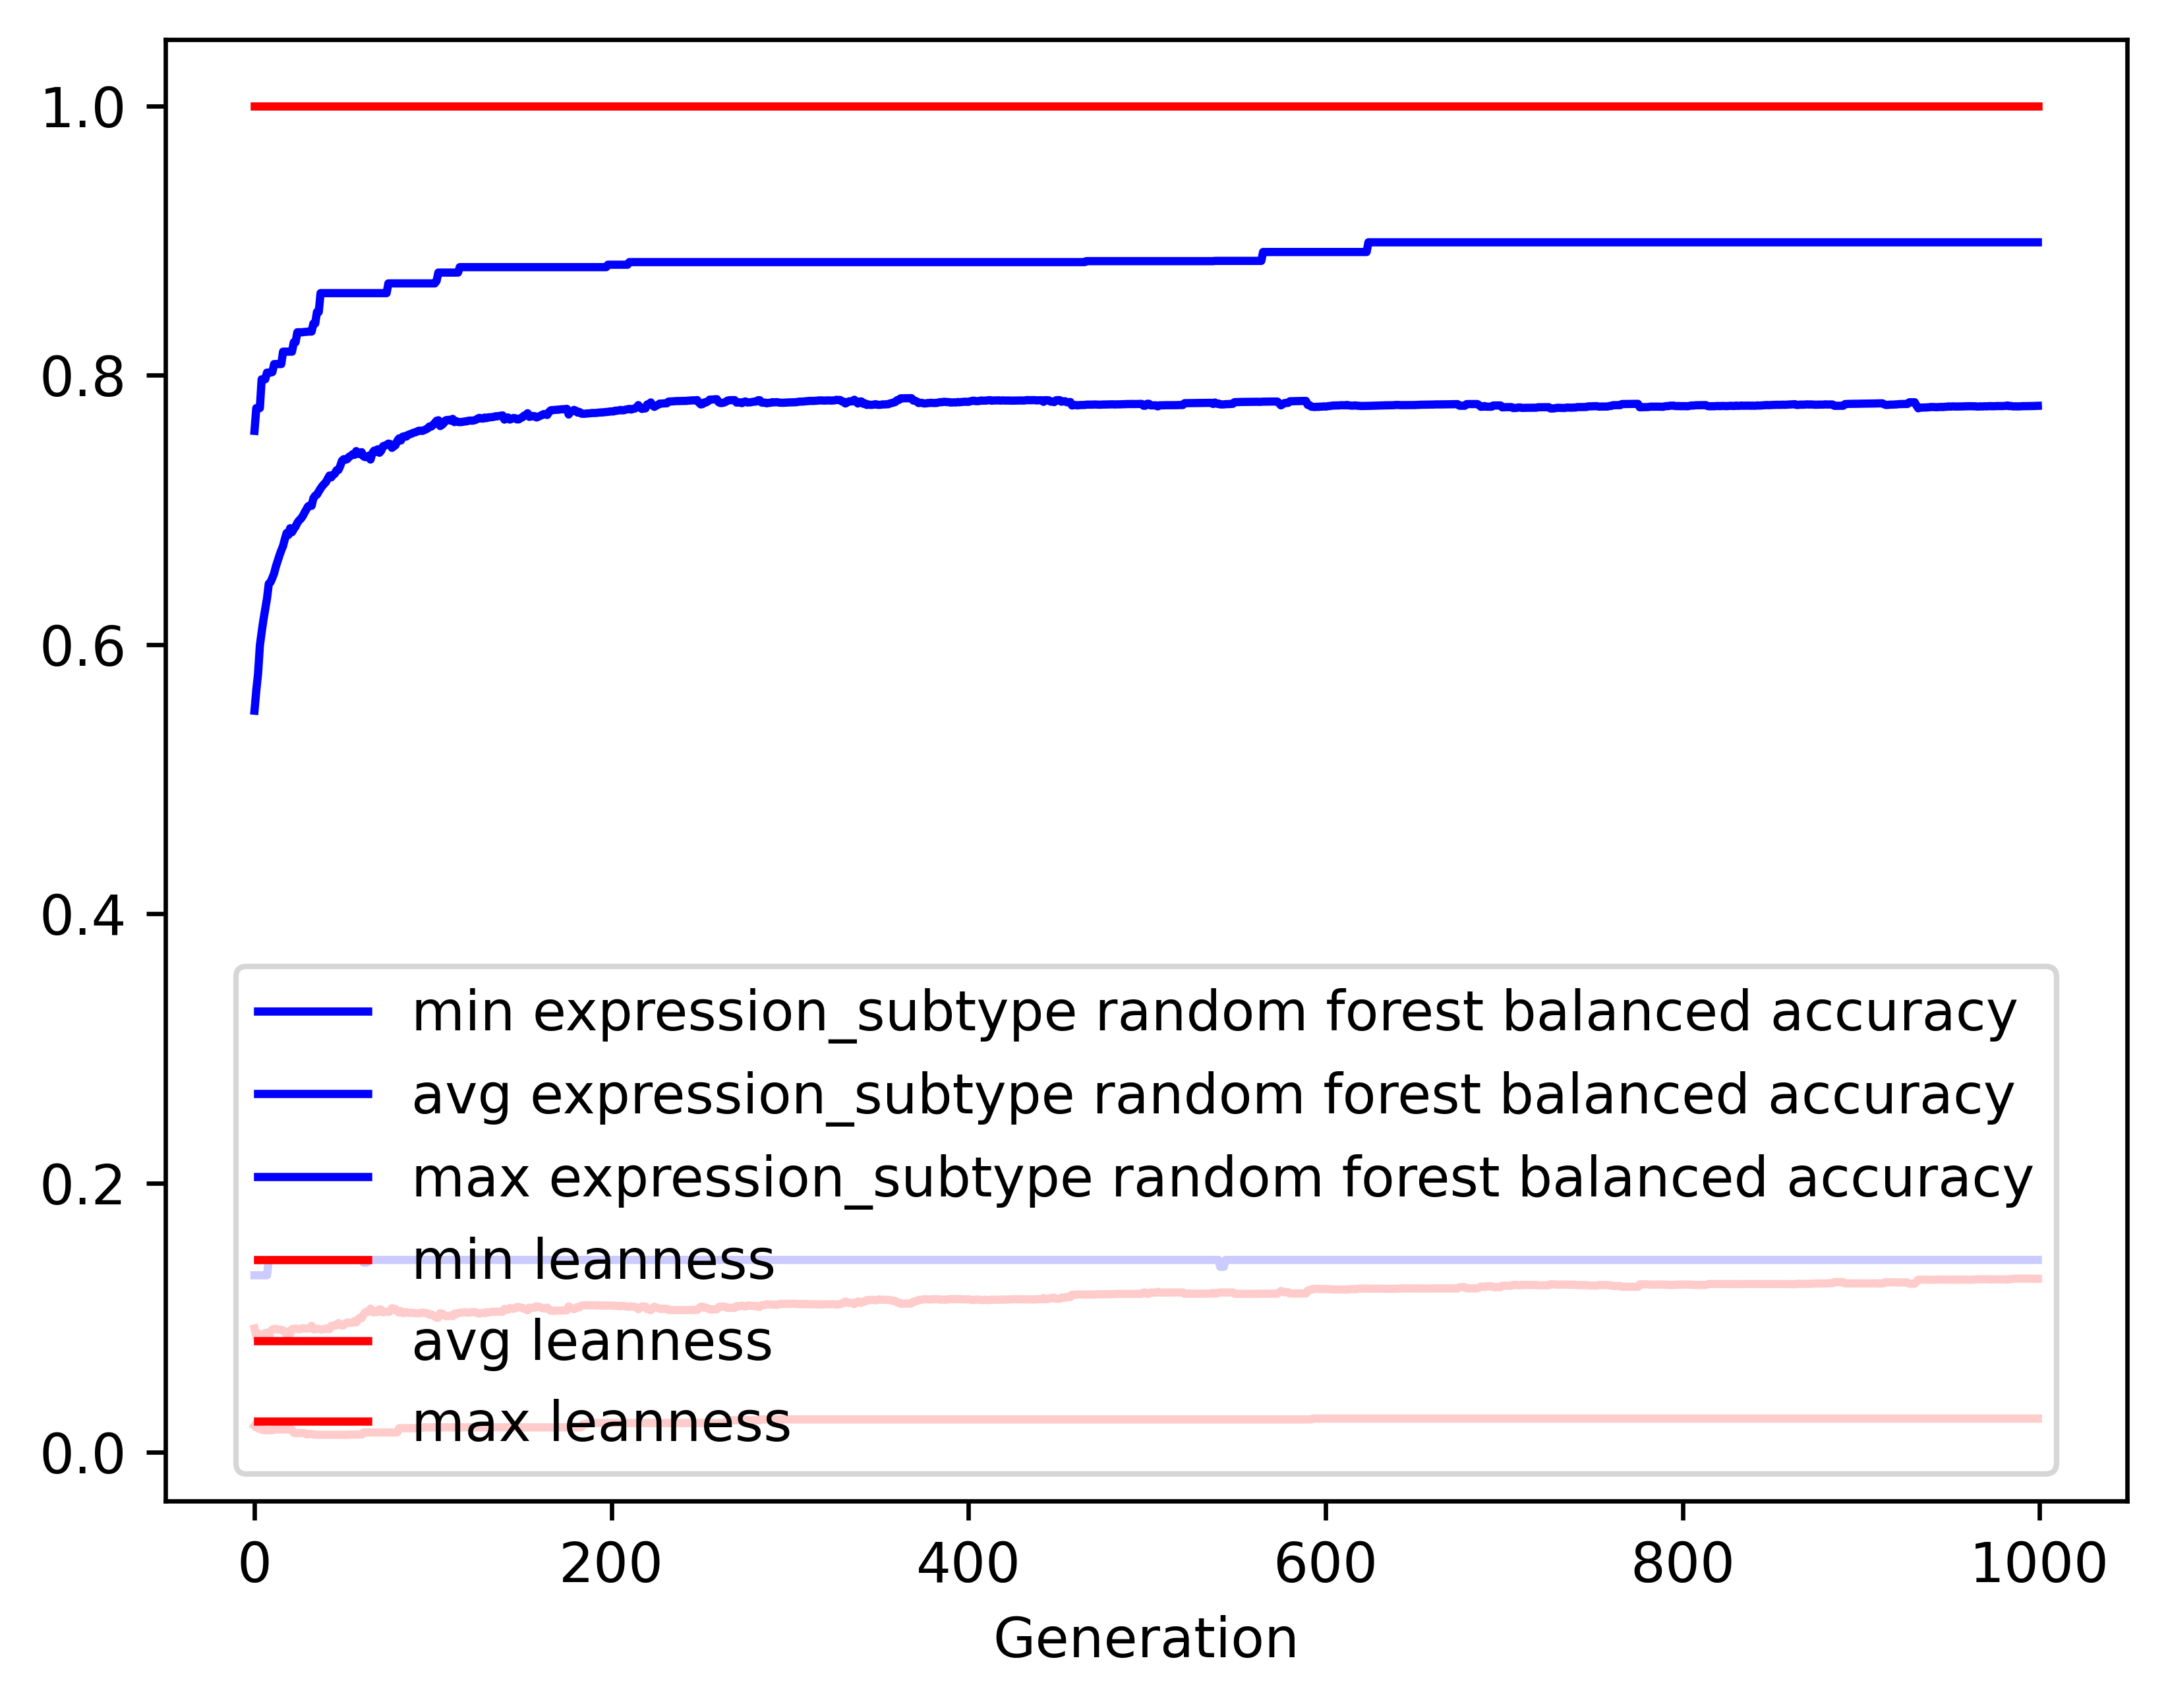 1.0
0.8
0.6
0.4
0.2
0.0
min expression_subtype random forest balanced accuracy
avg expression_subtype random forest balanced accuracy
max expression_subtype random forest balanced accuracy
min leanness
avg leanness
max leanness
0 200 400 600 800 1000
Generation